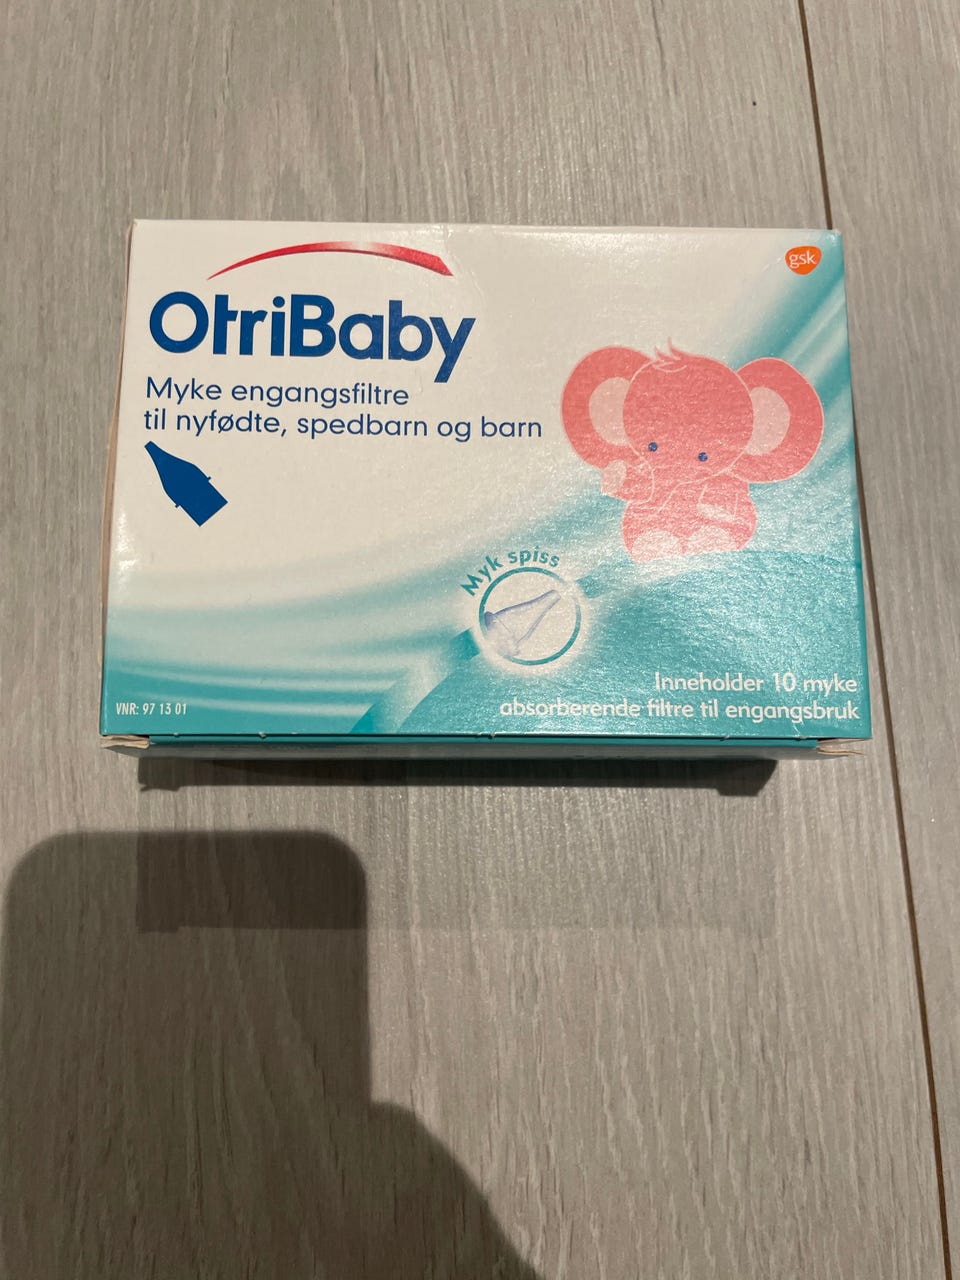 gsk
OtriBaby
Myke engangsfiltre
til nyfødte, spedbarn og barn
Myk spiss
Inneholder 10 myke
absorberende filtre til engangsbruk
VNR: 97 13 01